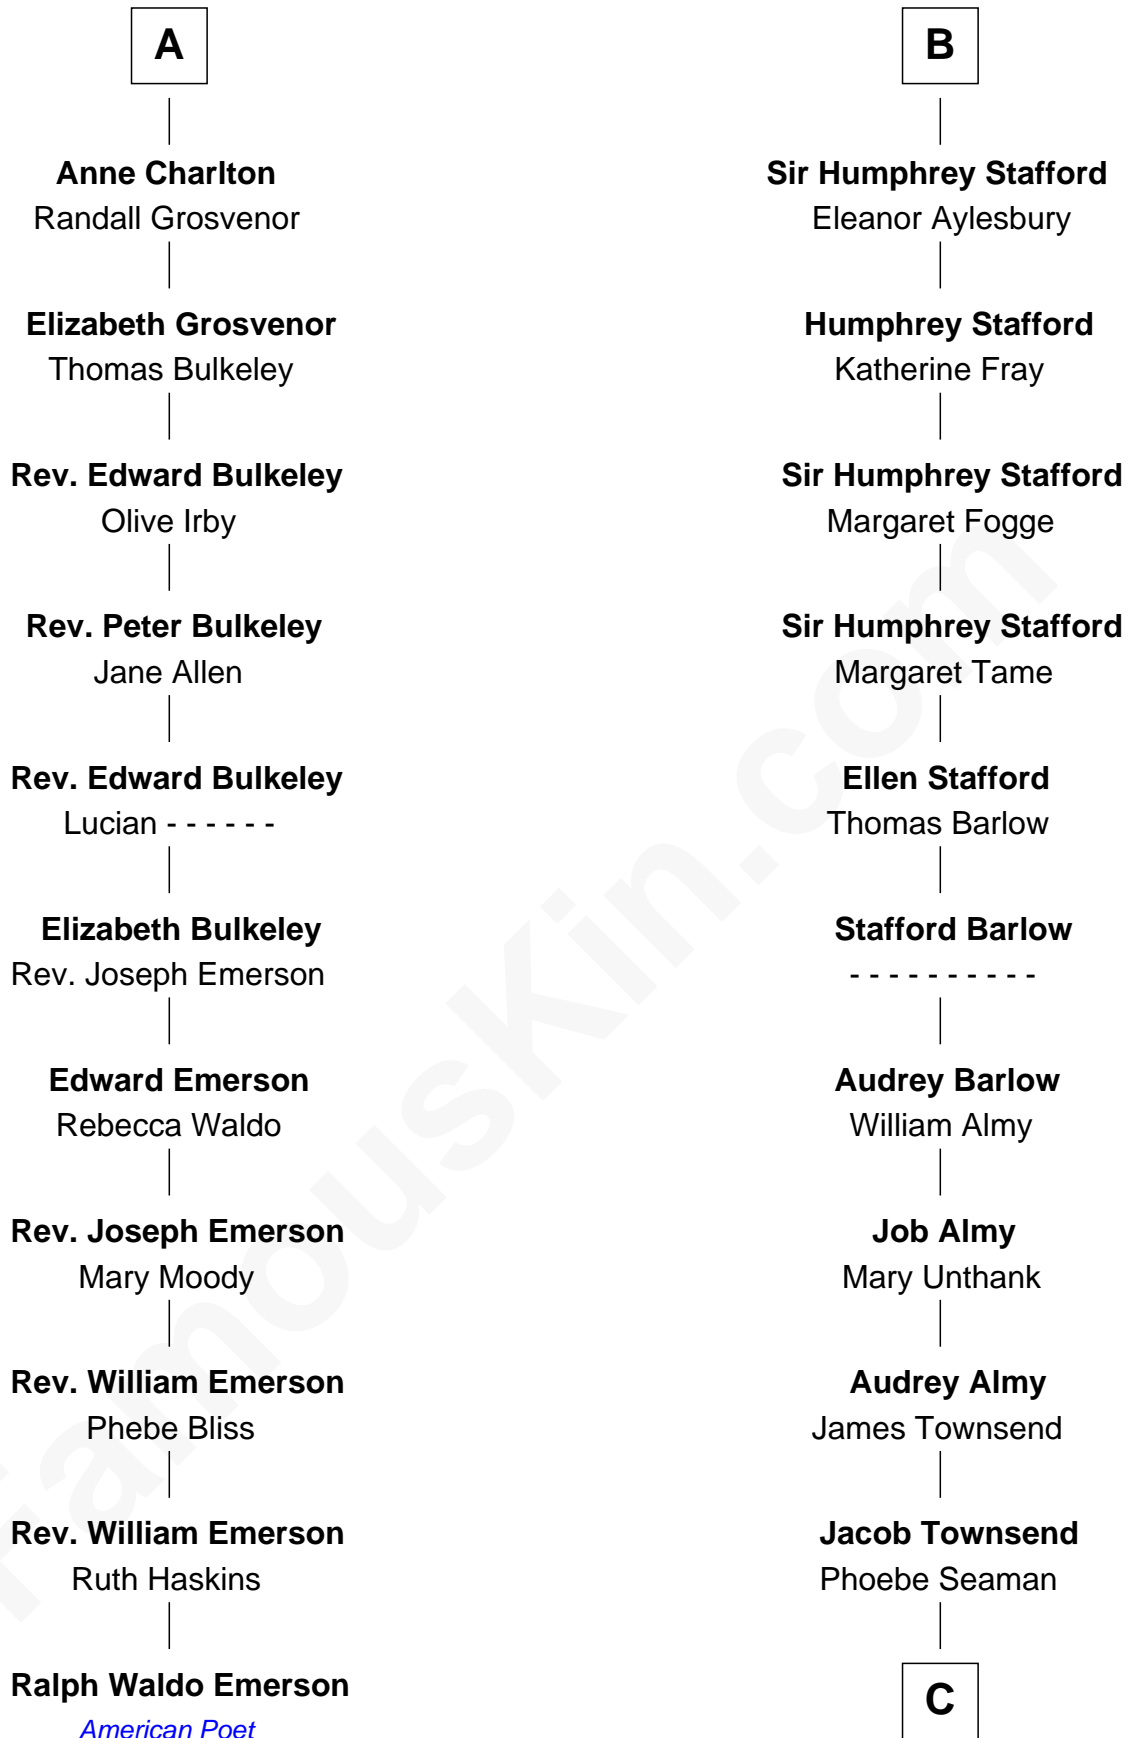 A
Anne Charlton
Randall Grosvenor
Elizabeth Grosvenor
Thomas Bulkeley
Rev. Edward Bulkeley
Olive Irby
Rev. Peter Bulkeley
Jane Allen
Rev. Edward Bulkeley
Lucian - - - - - -
Elizabeth Bulkeley
Rev. Joseph Emerson
Edward Emerson
Rebecca Waldo
Rev. Joseph Emerson
Mary Moody
Rev. William Emerson
Phebe Bliss
Rev. William Emerson
Ruth Haskins
Ralph Waldo Emerson
American Poet
B
Sir Humphrey Stafford
Eleanor Aylesbury
Humphrey Stafford
Katherine Fray
Sir Humphrey Stafford
Margaret Fogge
Sir Humphrey Stafford
Margaret Tame
Ellen Stafford
Thomas Barlow
Stafford Barlow
- - - - - - - - - -
Audrey Barlow
William Almy
Job Almy
Mary Unthank
Audrey Almy
James Townsend
Jacob Townsend
Phoebe Seaman
C
FamousKin.com